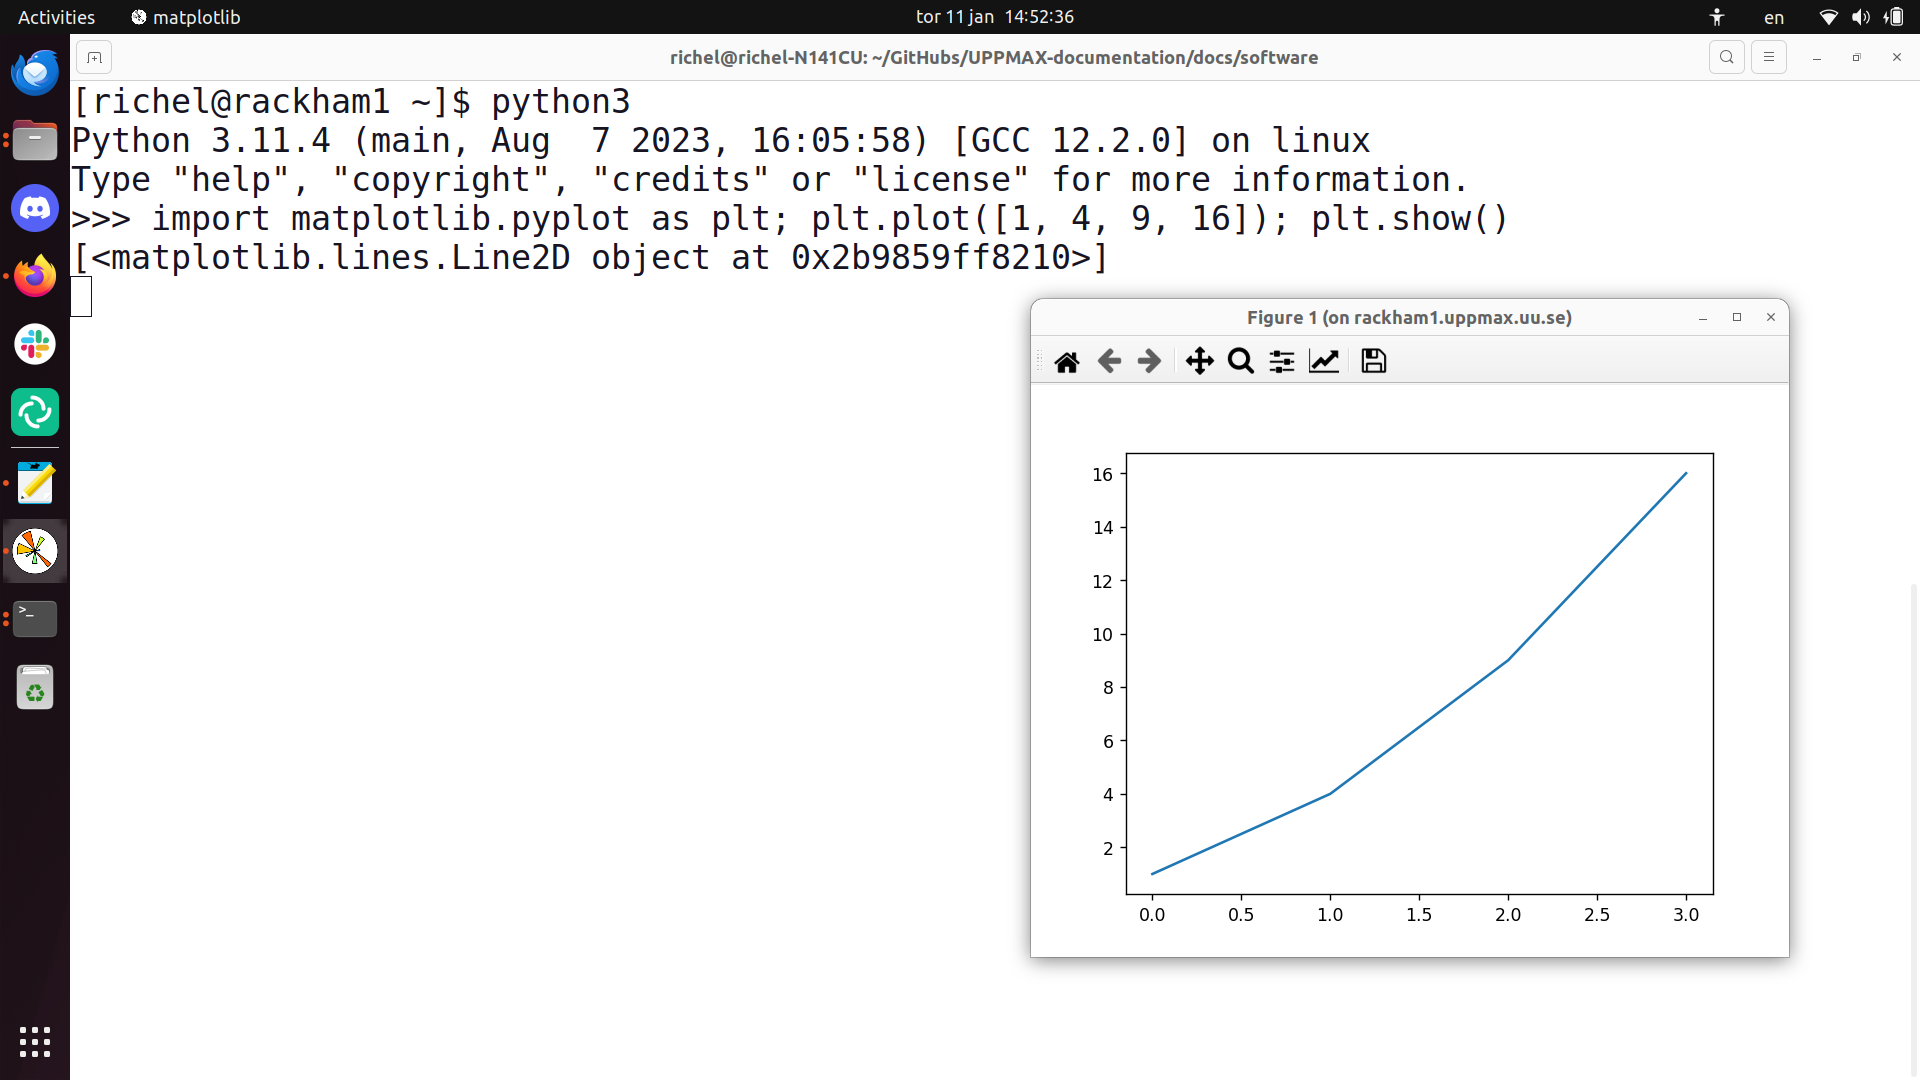 Activities
matplotlib
tor 11 jan 14:52:36
en
richel@richel-N141CU: ~/GitHubs/UPPMAX-documentation/docs/software
[richel@rackham1 ~]$ python3
Python 3.11.4 (main, Aug  7 2023, 16:05:58) [GCC 12.2.0] on linux
Type "help", "copyright", "credits" or "license" for more information.
>>> import matplotlib.pyplot as plt; plt.plot([1, 4, 9, 16]); plt.show()
[<matplotlib.lines.Line2D object at 0x2b9859ff8210>]
>_
Figure 1 (on rackham1.uppmax.uu.se)
16
14
12
10
8
6
4
2
0.0 0.5 1.0 1.5 2.0 2.5 3.0